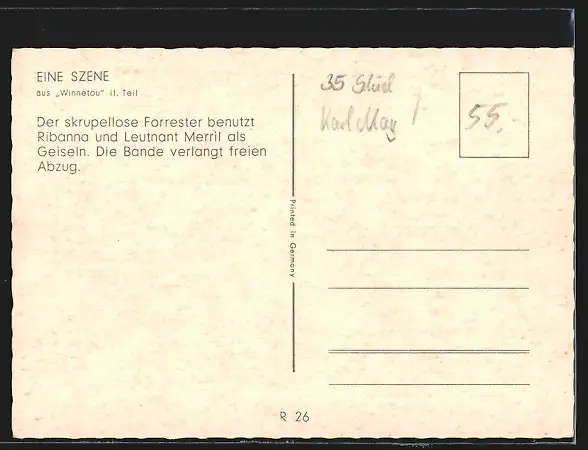 EINE SZENE
aus „Winnetou" II. Teil
Der skrupellose Forrester benutzt
Ribanna und Leutnant Merril als
Geiseln. Die Bande verlangt freien
Abzug.
Printed in Germany
35 Stück
Karl May
55.-
R 26